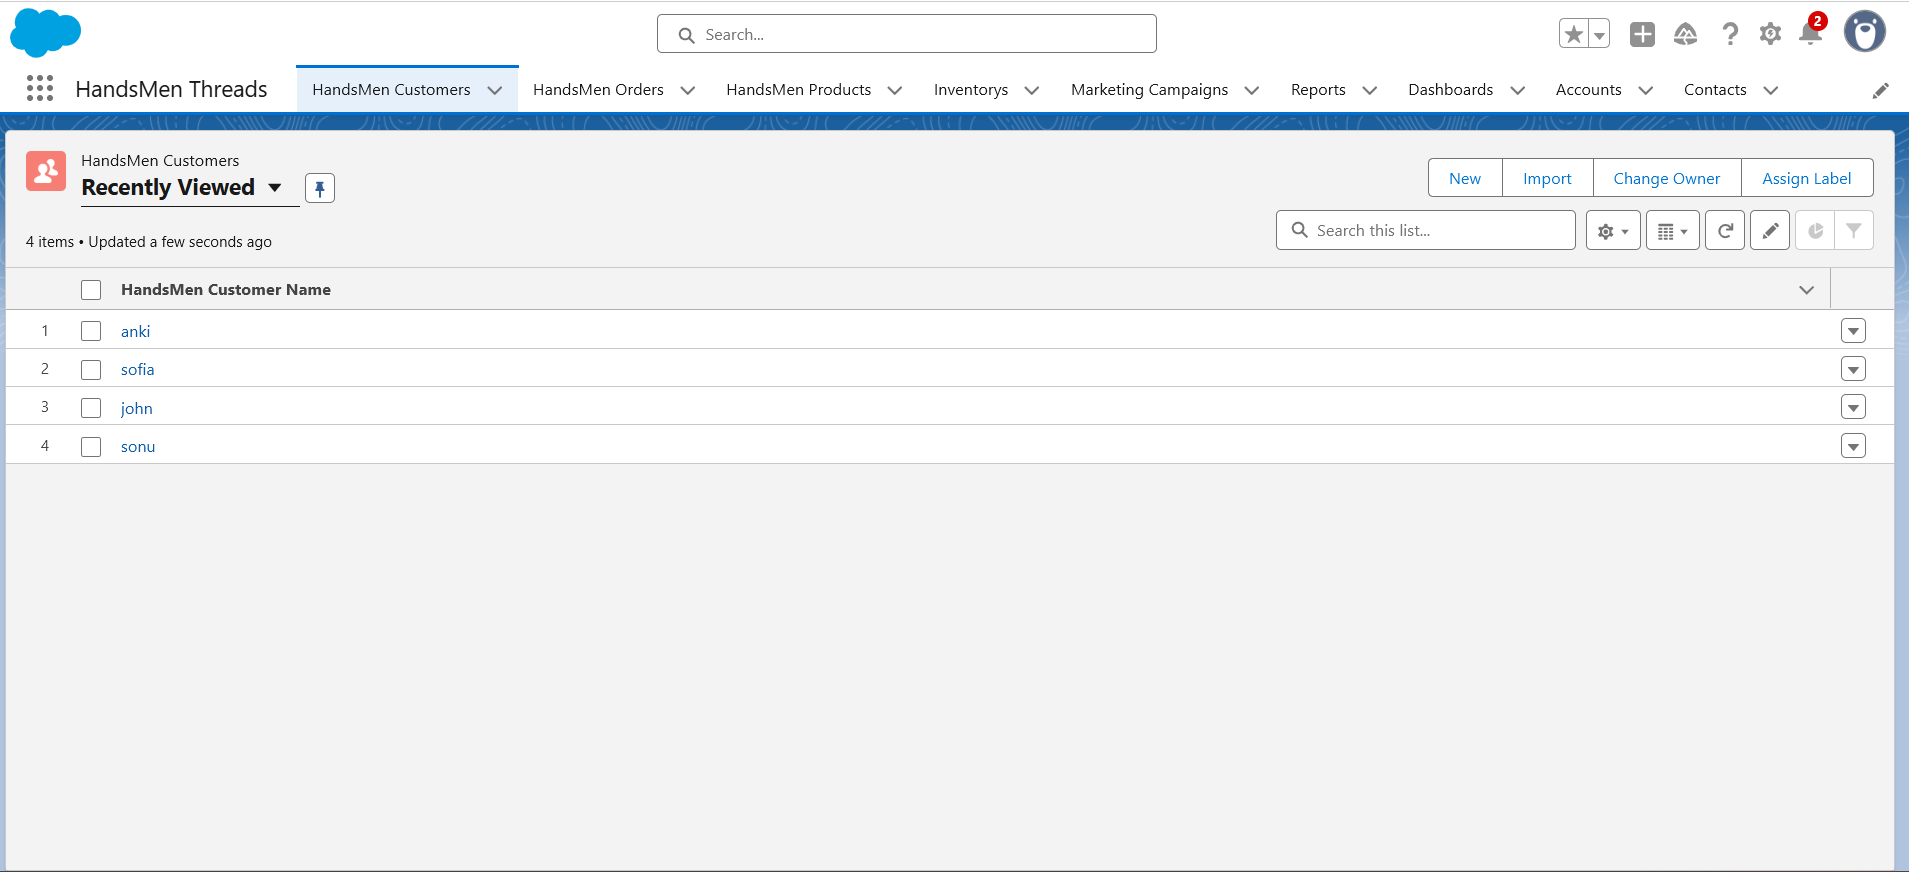 Search...
2
HandsMen Threads
HandsMen Customers
HandsMen Orders
HandsMen Products
Inventorys
Marketing Campaigns
Reports
Dashboards
Accounts
Contacts
HandsMen Customers
Recently Viewed
New
Import
Change Owner
Assign Label
4 items • Updated a few seconds ago
Search this list...
HandsMen Customer Name
1 anki
2 sofia
3 john
4 sonu